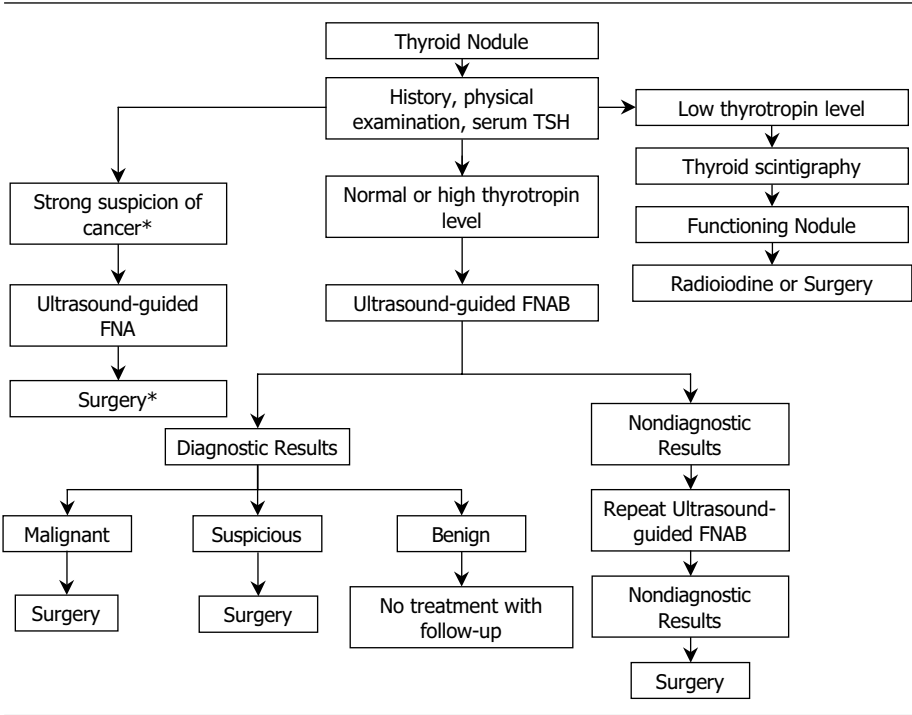 Thyroid Nodule
History, physical
examination, serum TSH
Low thyrotropin level
Thyroid scintigraphy
Functioning Nodule
Radioiodine or Surgery
Strong suspicion of
cancer*
Ultrasound-guided
FNA
Surgery*
Normal or high thyrotropin
level
Ultrasound-guided FNAB
Diagnostic Results
Malignant
Surgery
Suspicious
Surgery
Benign
No treatment with
follow-up
Nondiagnostic
Results
Repeat Ultrasound-
guided FNAB
Nondiagnostic
Results
Surgery